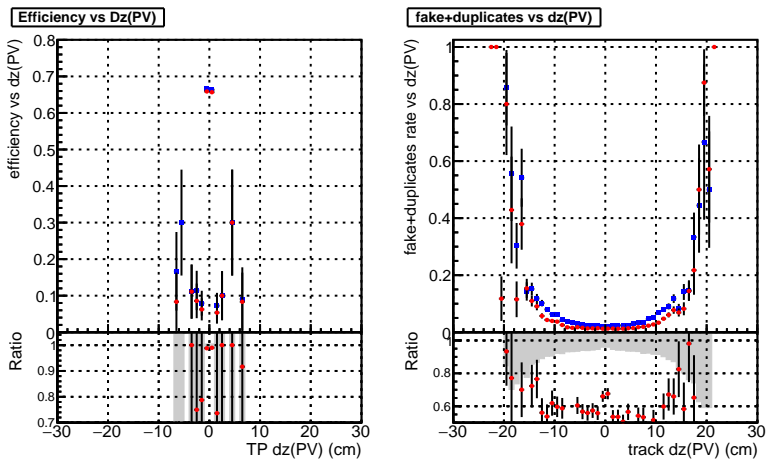 Efficiency vs Dz(PV)
efficiency vs dz(PV)
0.8
0.7
0.6
0.5
0.4
0.3
0.2
0.1
0
Ratio
1
0.9
0.8
0.7
−30 −20 −10 0 10 20 30
TP dz(PV) (cm)
fake+duplicates vs dz(PV)
fake+duplicates rate vs dz(PV)
1
0.8
0.6
0.4
0.2
0
Ratio
1
0.8
0.6
−30 −20 −10 0 10 20 30
track dz(PV) (cm)